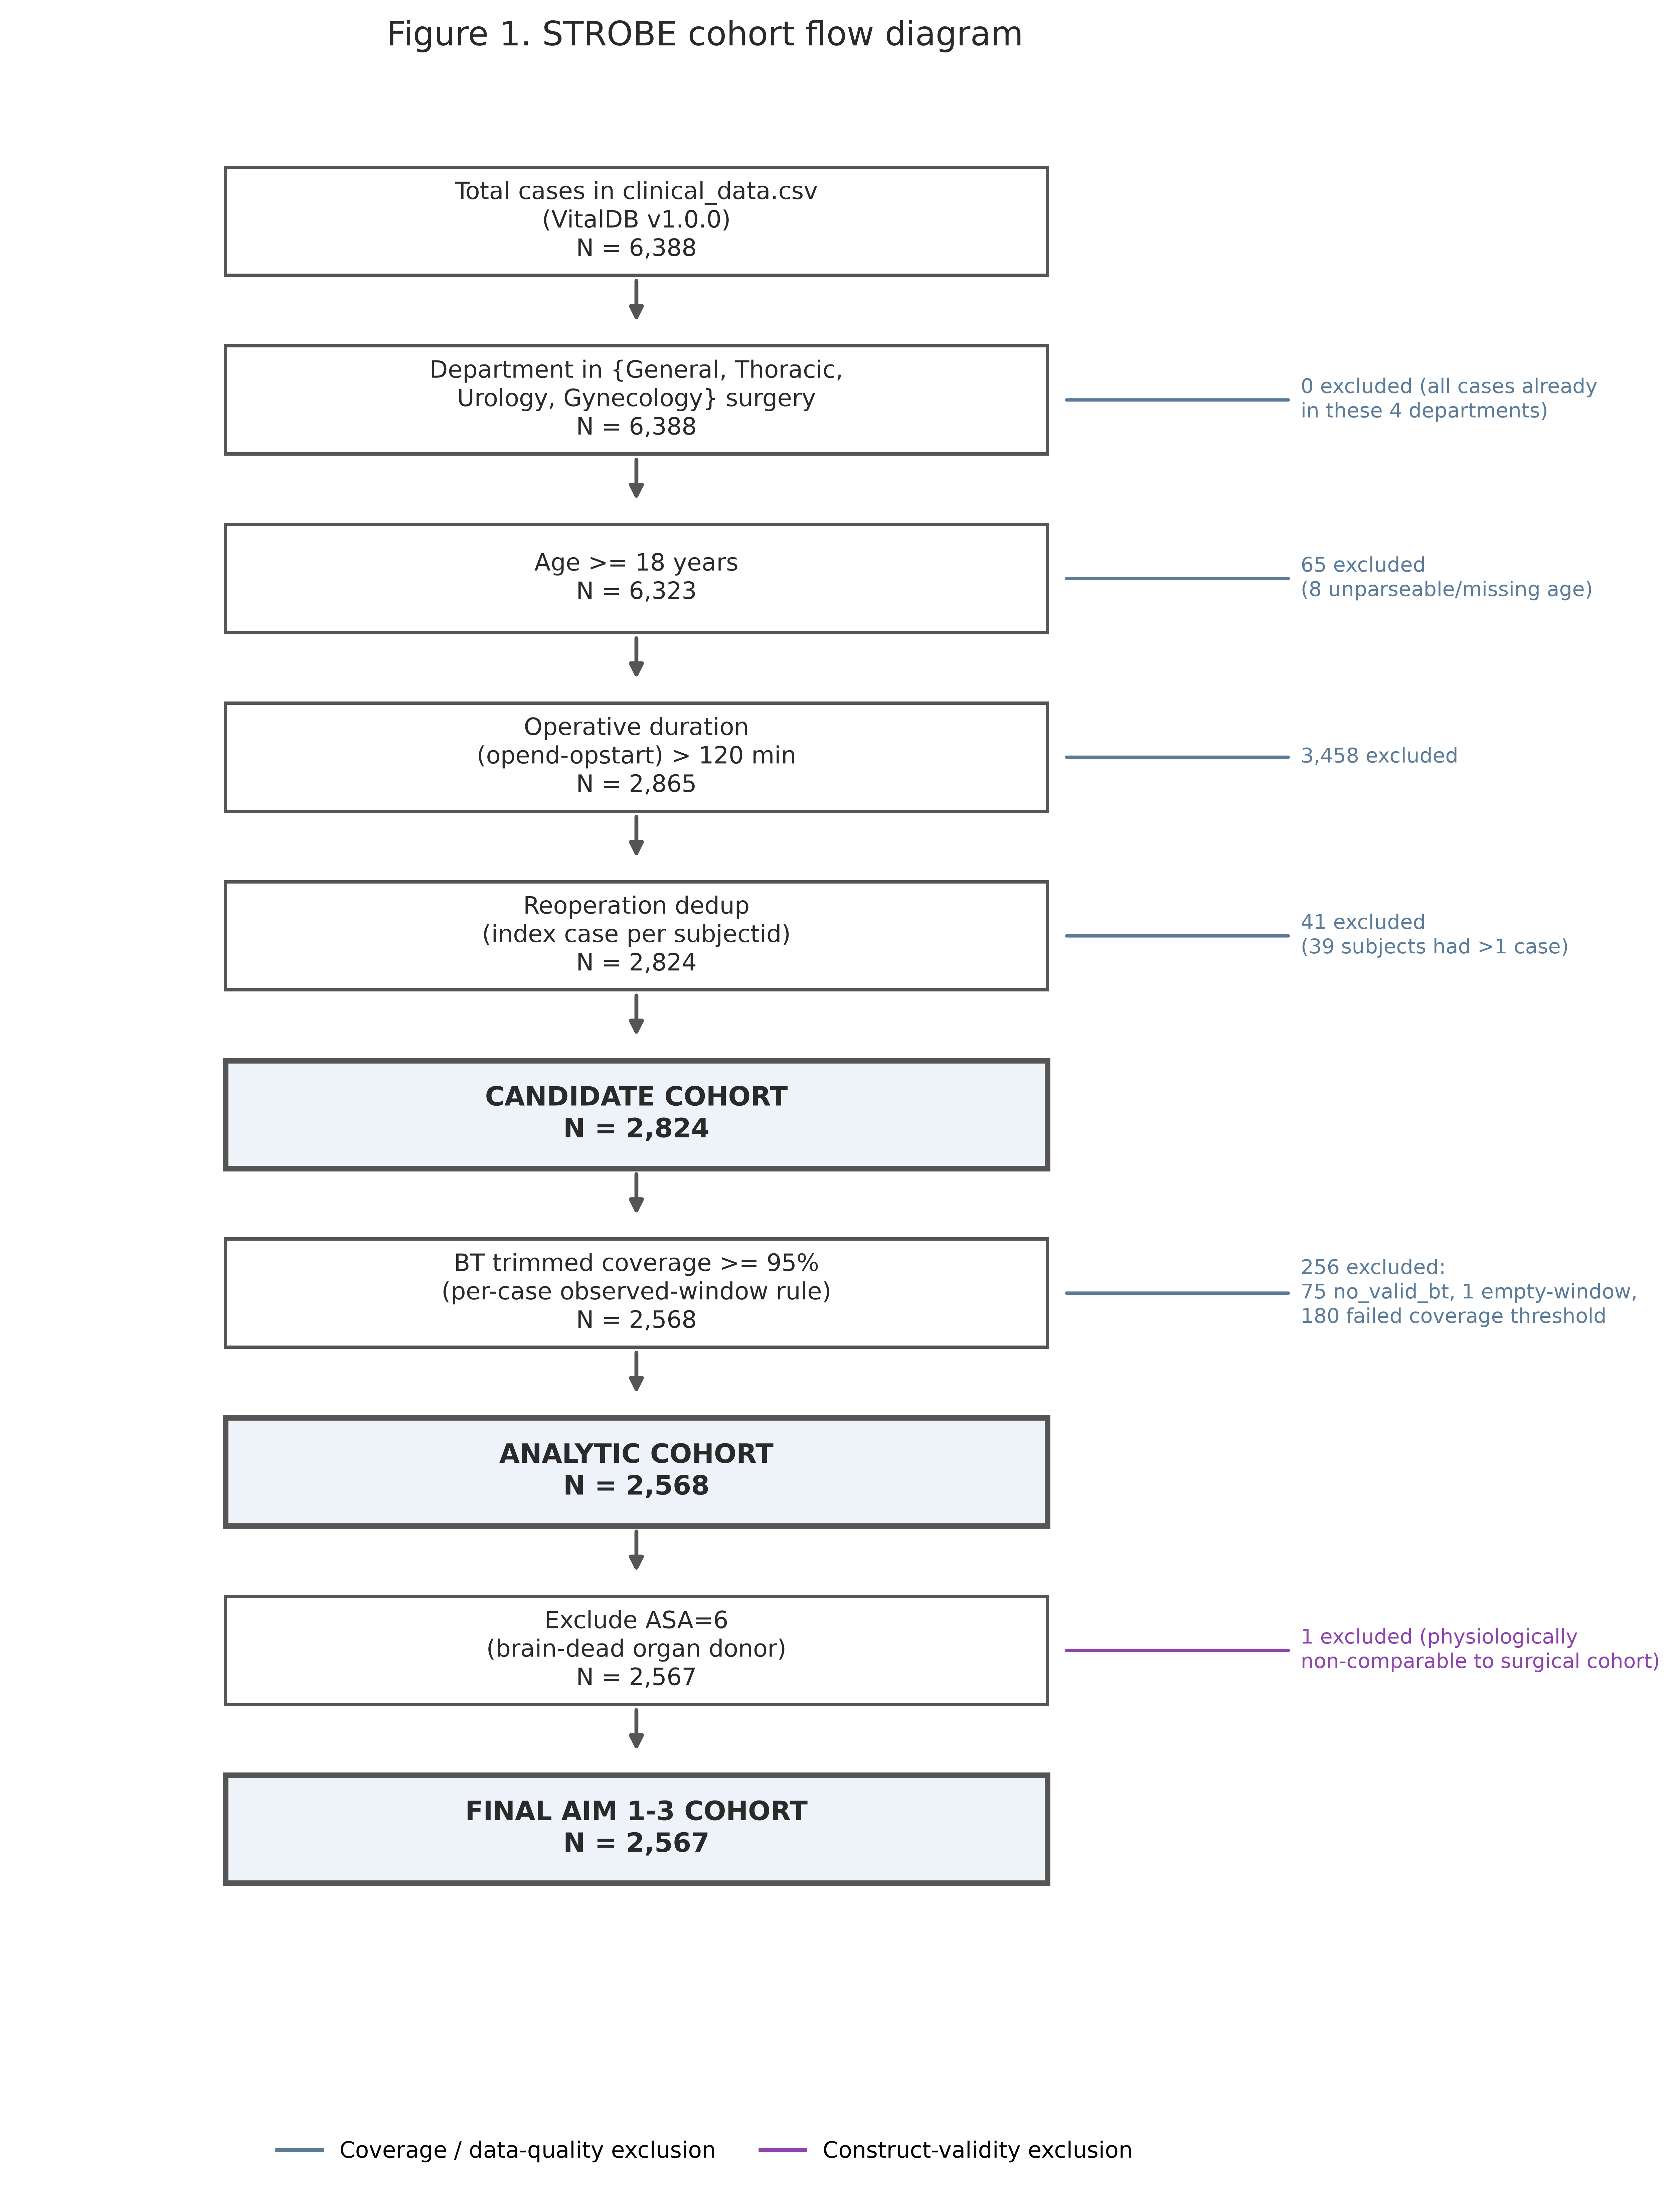 Figure 1. STROBE cohort flow diagram
Total cases in clinical_data.csv
(VitalDB v1.0.0)
N = 6,388
Department in {General, Thoracic,
Urology, Gynecology} surgery
N = 6,388
0 excluded (all cases already
in these 4 departments)
Age >= 18 years
N = 6,323
65 excluded
(8 unparseable/missing age)
Operative duration
(opend-opstart) > 120 min
N = 2,865
3,458 excluded
Reoperation dedup
(index case per subjectid)
N = 2,824
41 excluded
(39 subjects had >1 case)
CANDIDATE COHORT
N = 2,824
BT trimmed coverage >= 95%
(per-case observed-window rule)
N = 2,568
256 excluded:
75 no_valid_bt, 1 empty-window,
180 failed coverage threshold
ANALYTIC COHORT
N = 2,568
Exclude ASA=6
(brain-dead organ donor)
N = 2,567
1 excluded (physiologically
non-comparable to surgical cohort)
FINAL AIM 1-3 COHORT
N = 2,567
Coverage / data-quality exclusion
Construct-validity exclusion